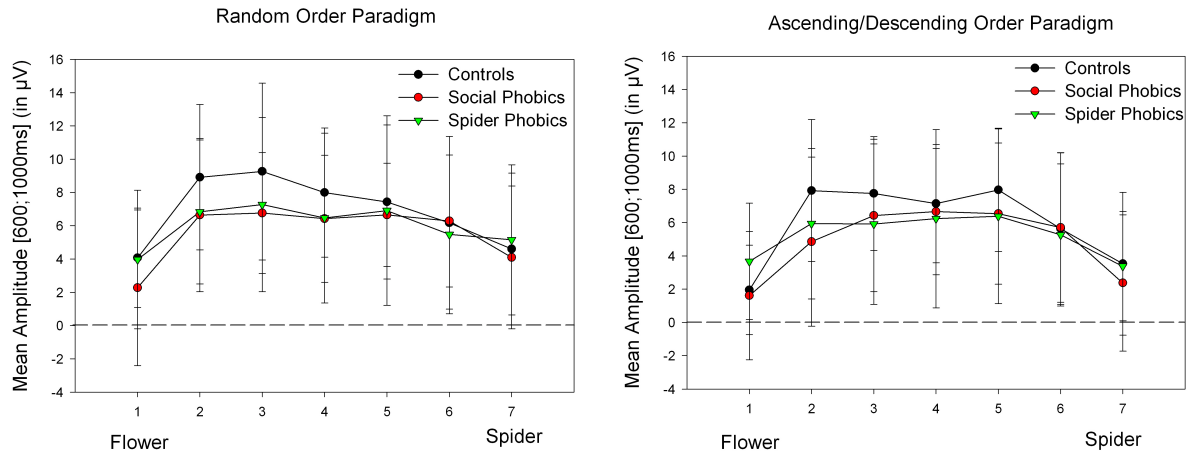 Random Order Paradigm
Mean Amplitude [600;1000ms] (in µV)
16
14
12
10
8
6
4
2
0
-2
-4
Controls
Social Phobics
Spider Phobics
1 2 3 4 5 6 7
Flower Spider
Ascending/Descending Order Paradigm
Mean Amplitude [600;1000ms] (in µV)
16
14
12
10
8
6
4
2
0
-2
-4
Controls
Social Phobics
Spider Phobics
1 2 3 4 5 6 7
Flower Spider